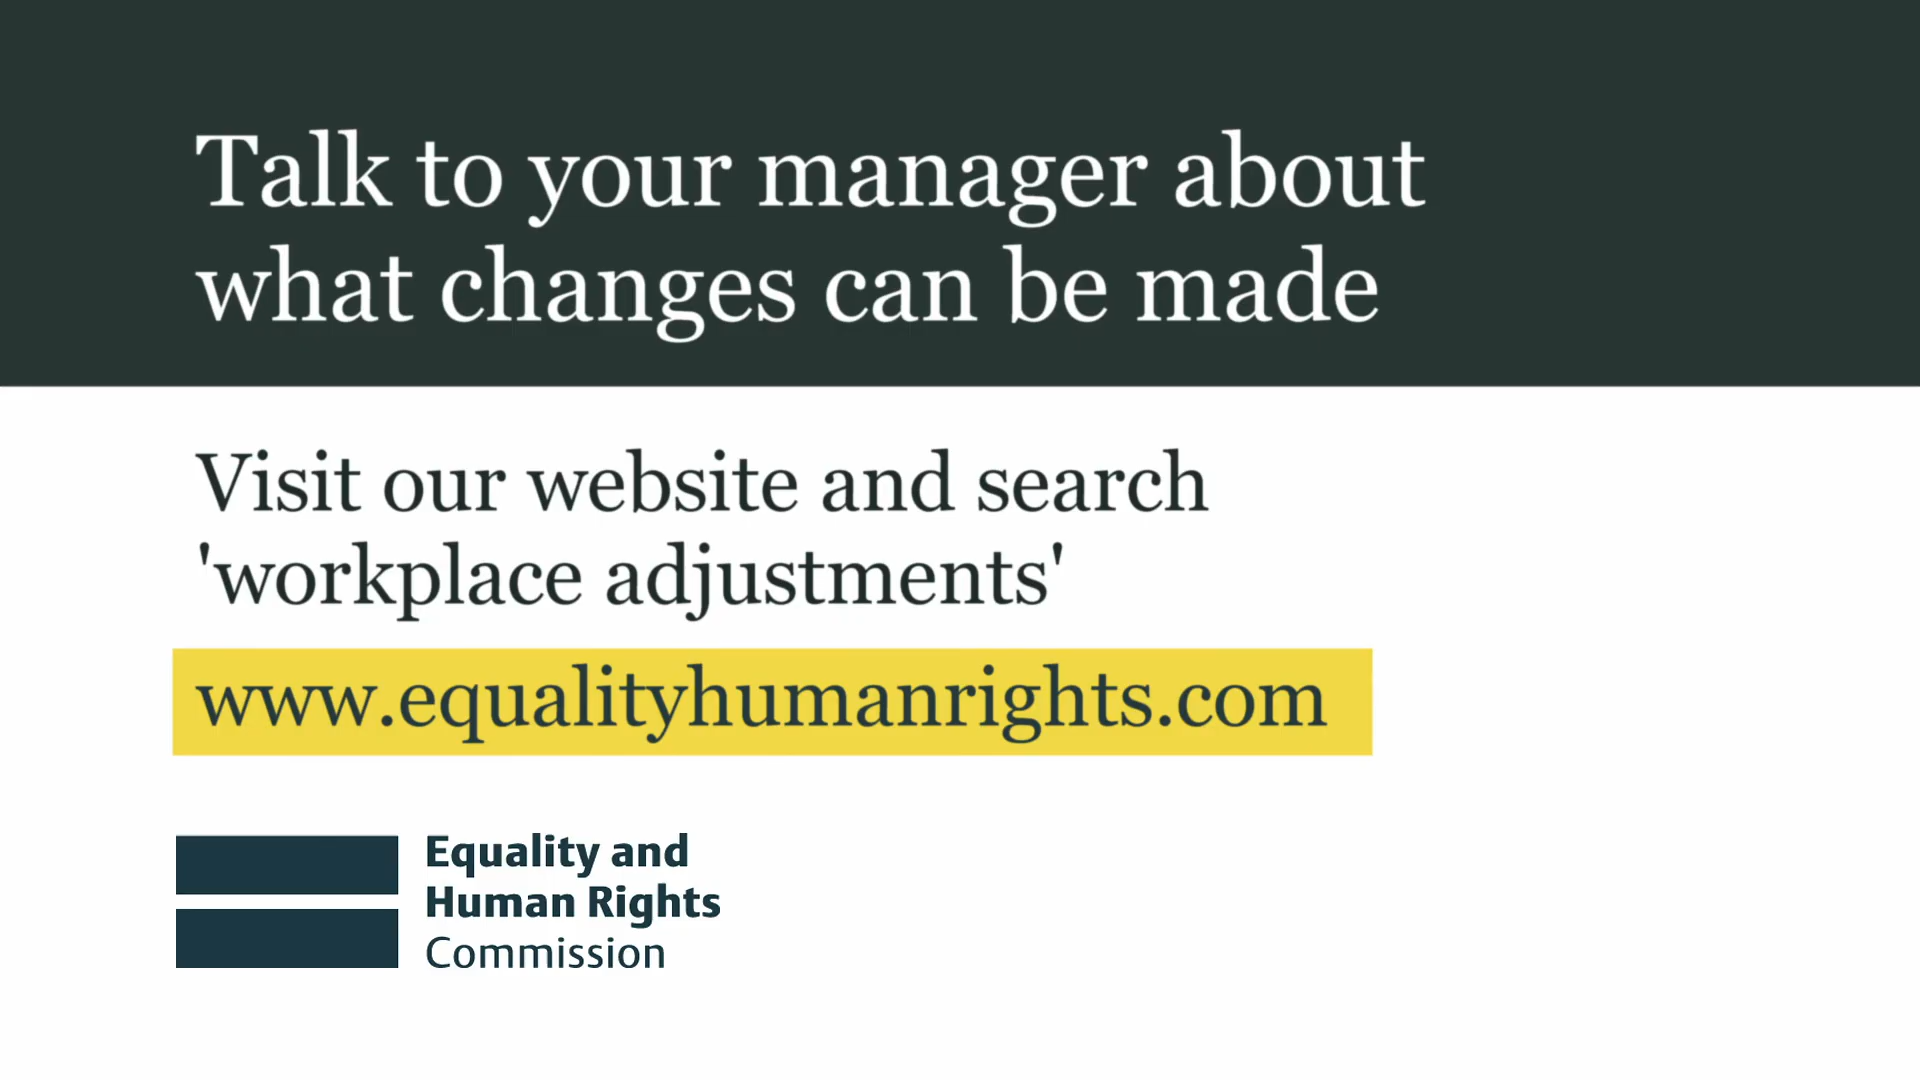 Talk to your manager about
what changes can be made
Visit our website and search
'workplace adjustments'
www.equalityhumanrights.com
Equality and
Human Rights
Commission